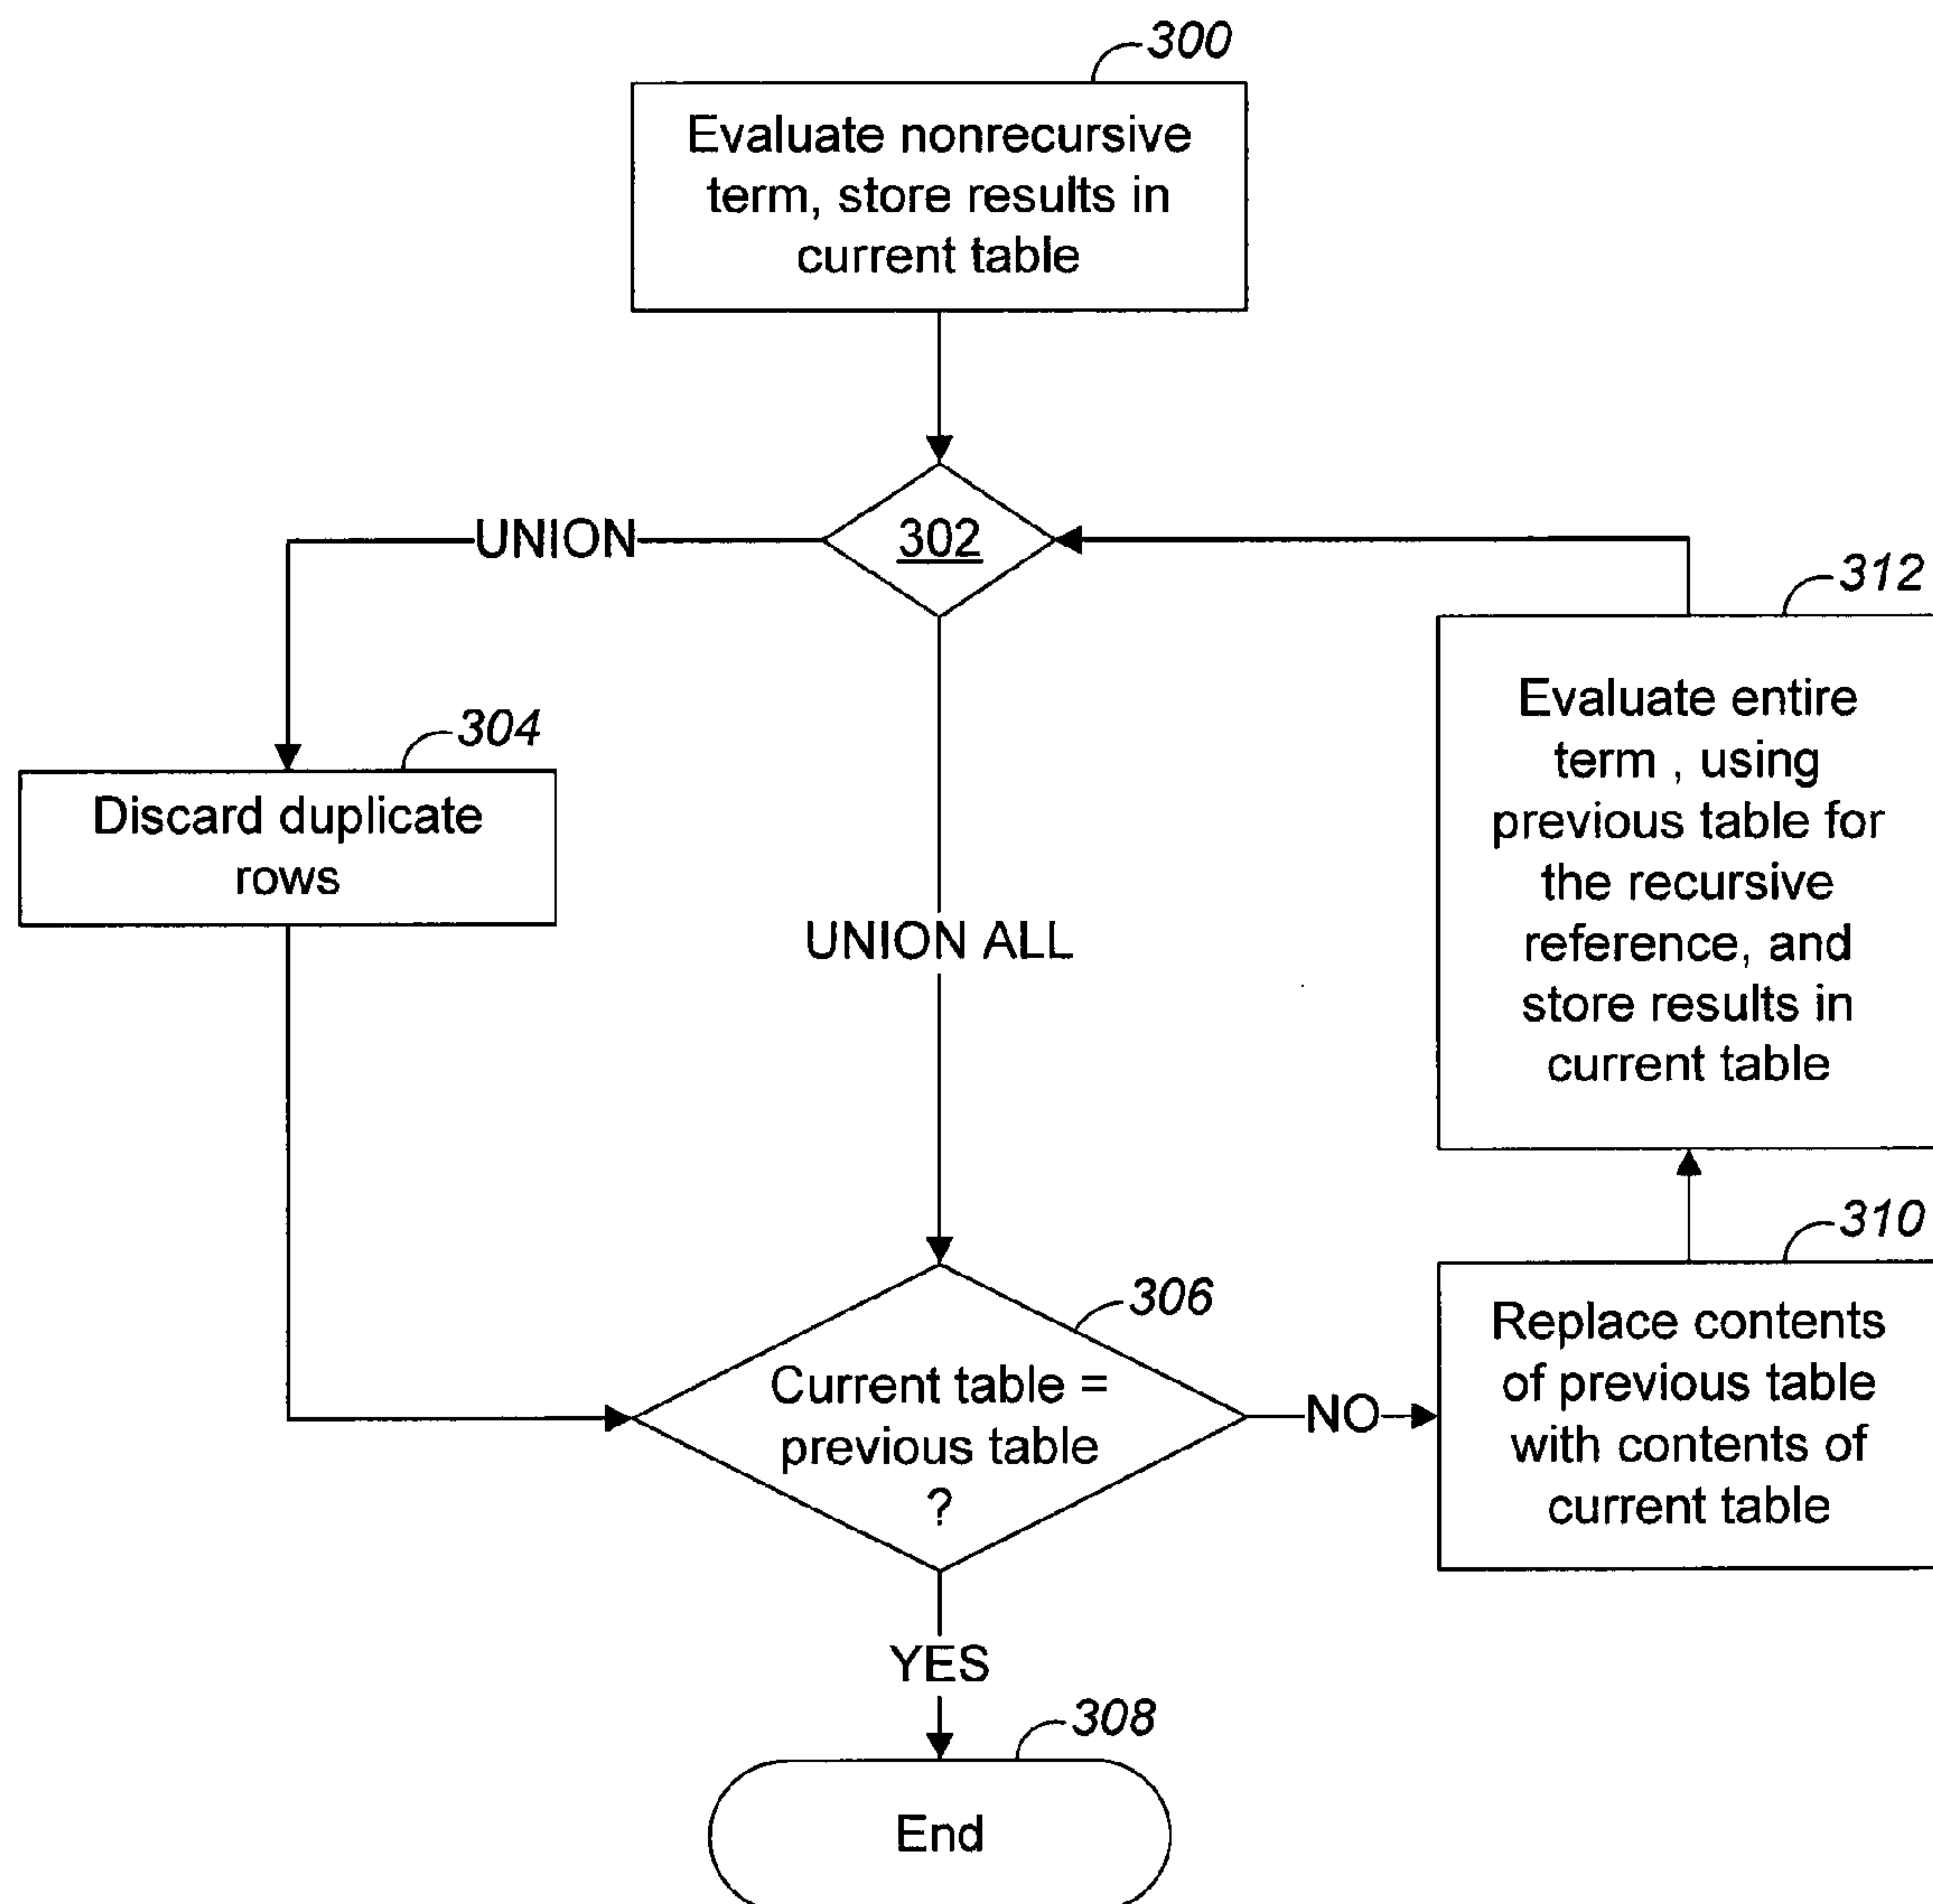 300
Evaluate nonrecursive
term, store results in
current table
302
UNION
UNION ALL
304
Discard duplicate
rows
312
Evaluate entire
term , using
previous table for
the recursive
reference, and
store results in
current table
306
Current table =
previous table
?
NO
310
Replace contents
of previous table
with contents of
current table
YES
308
End